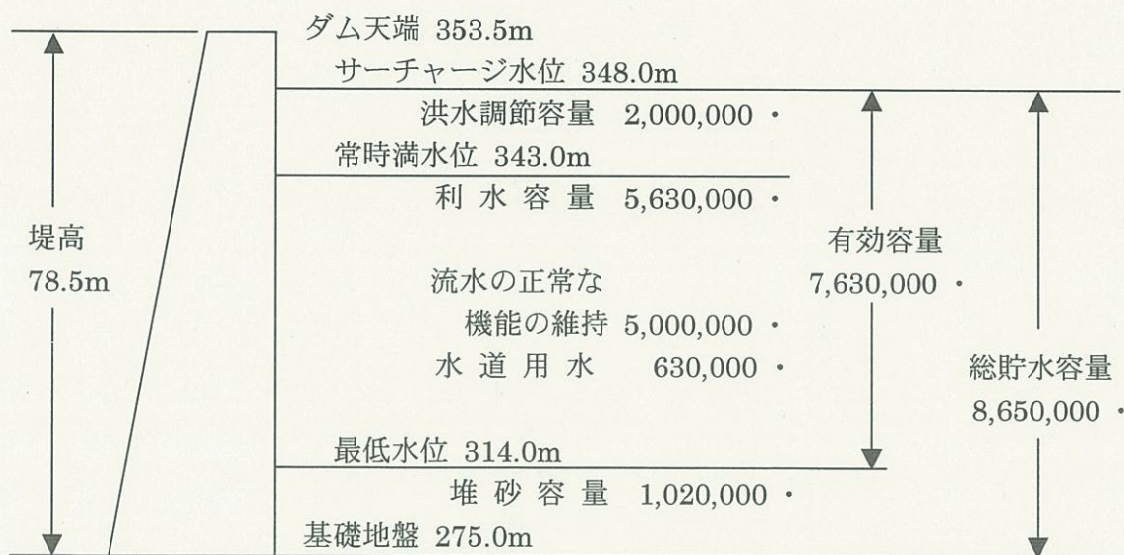 ダム天端 353.5m
サーチャージ水位 348.0m
洪水調節容量 2,000,000 ・
常時満水位 343.0m
利水容量 5,630,000 ・
堤高
78.5m
流水の正常な
機能の維持 5,000,000 ・
水道用水 630,000 ・
有効容量
7,630,000 ・
総貯水容量
8,650,000 ・
最低水位 314.0m
堆砂容量 1,020,000 ・
基礎地盤 275.0m